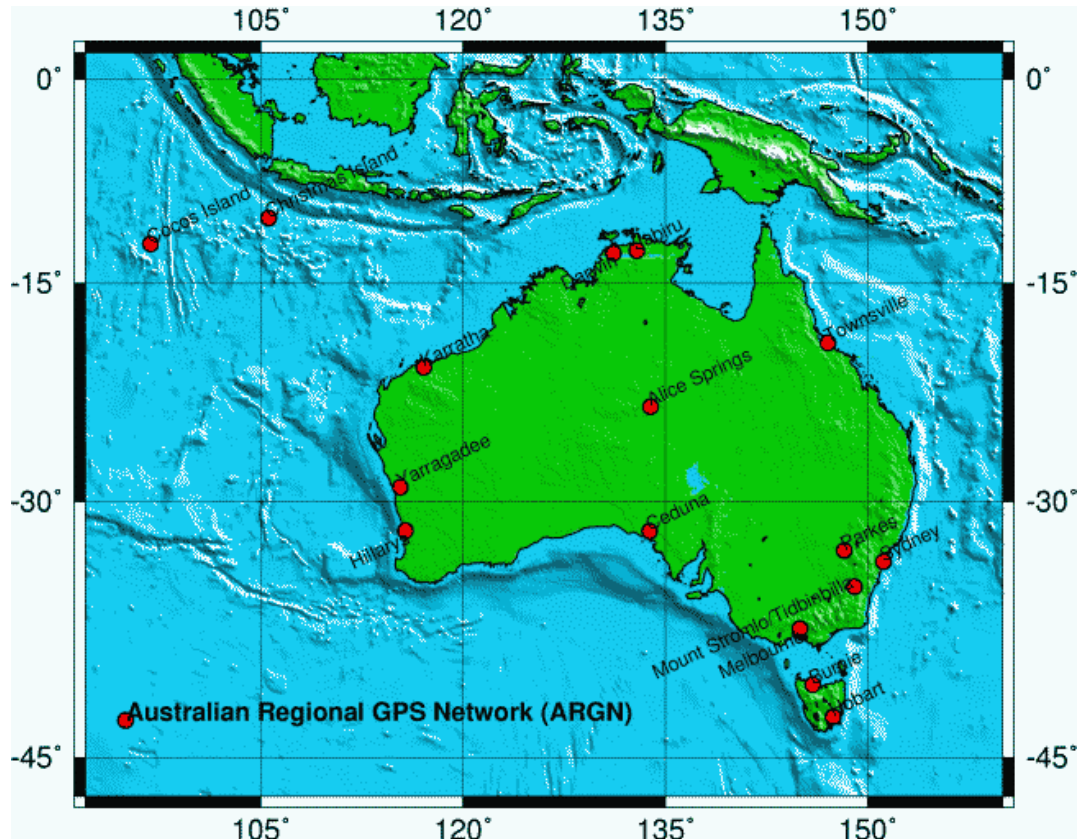 105° 120° 135° 150°
0° 0°
Christmas Island
Cocos Island
Jabiru
Darwin
-15° -15°
Townsville
Karratha
Alice Springs
Yarragadee
-30° -30°
Ceduna
Hillarys
Parkes
Sydney
Mount Stromlo/Tidbinbilla
Melbourne
Burnie
Hobart
Australian Regional GPS Network (ARGN)
-45° -45°
105° 120° 135° 150°